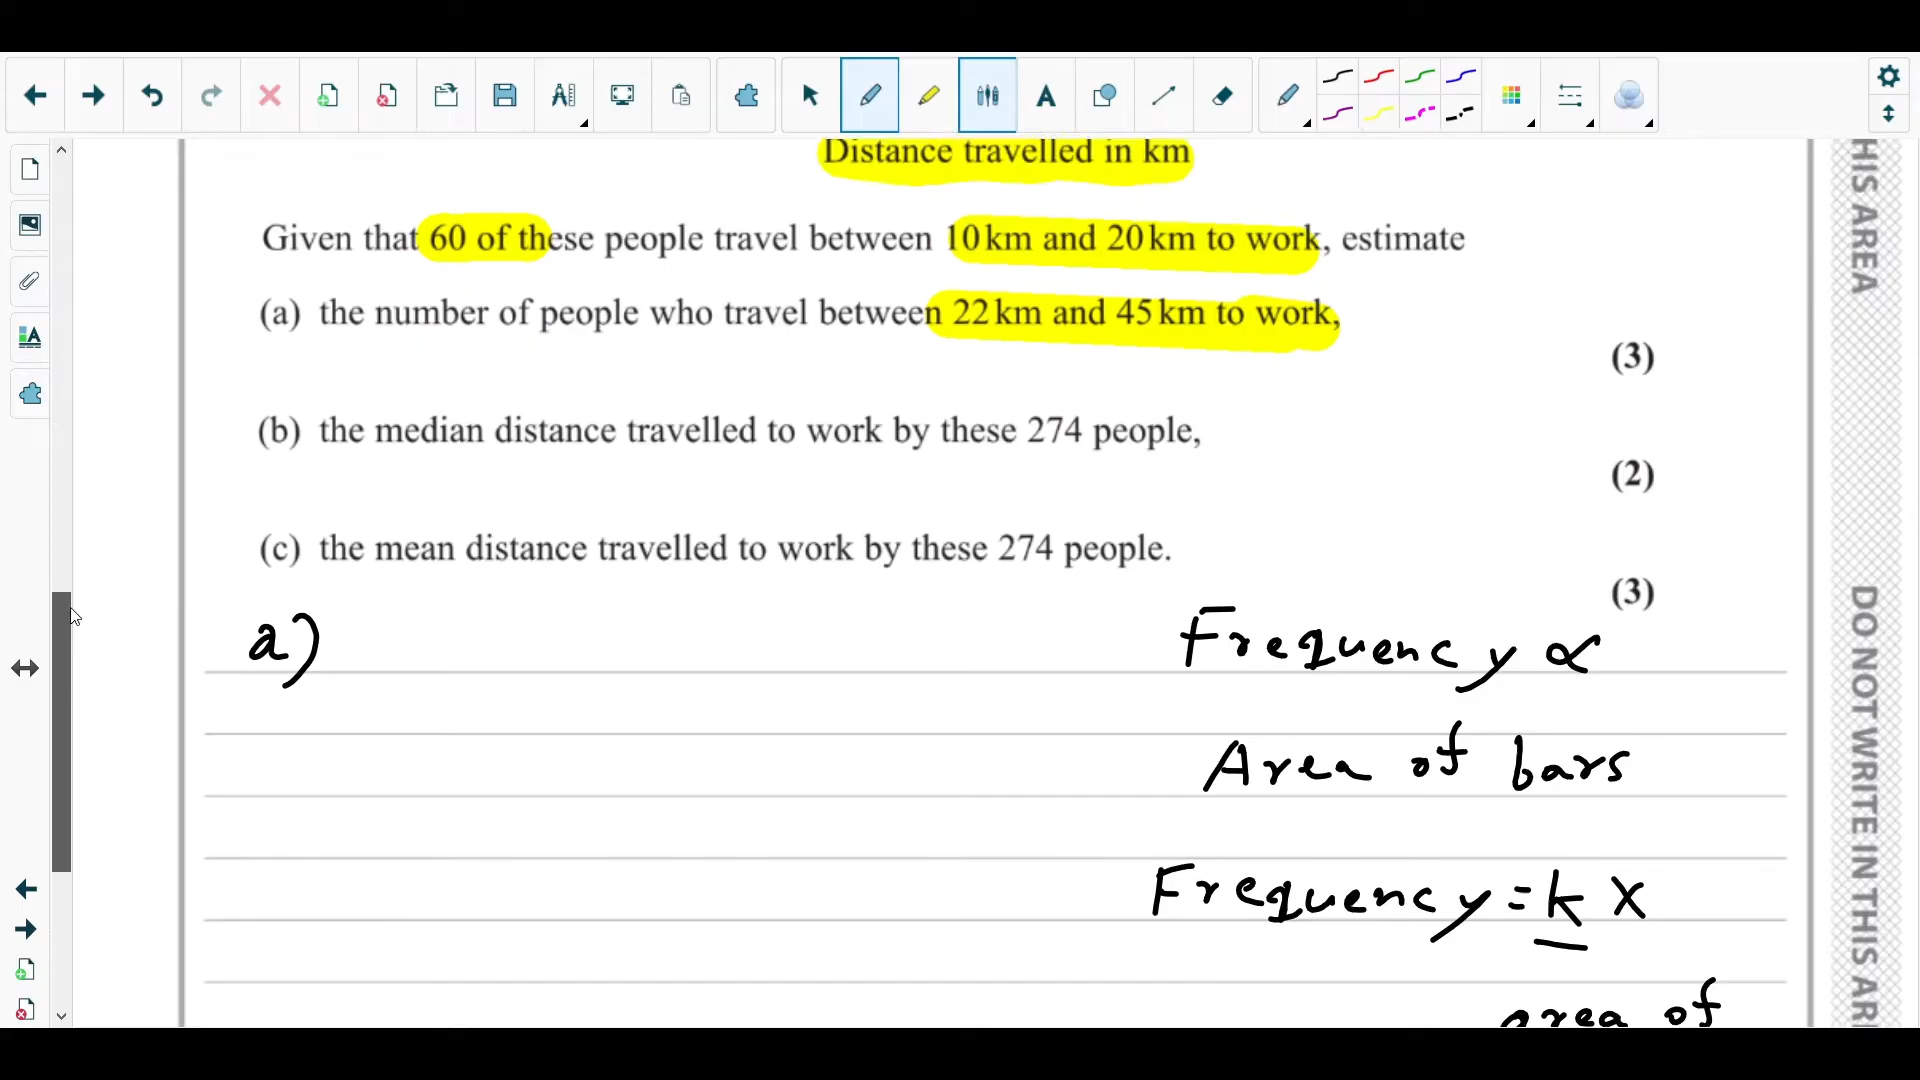 Distance travelled in km
Given that 60 of these people travel between 10 km and 20 km to work, estimate
(a) the number of people who travel between 22 km and 45 km to work,
(3)
(b) the median distance travelled to work by these 274 people,
(2)
(c) the mean distance travelled to work by these 274 people.
(3)
a)
Frequency ∝
Area of bars
Frequency = k ×
area of
HIS AREA
DO NOT WRITE IN THIS AR